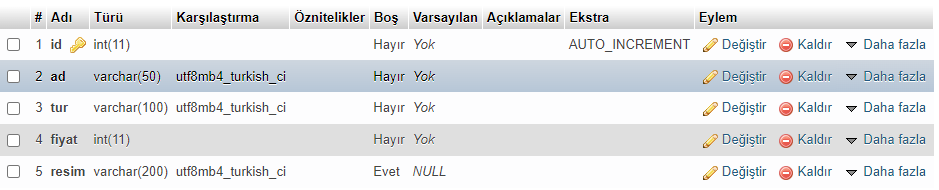 # Adı Türü Karşılaştırma Öznitelikler Boş Varsayılan Açıklamalar Ekstra Eylem
1 id int(11) Hayır Yok AUTO_INCREMENT Değiştir Kaldır Daha fazla
2 ad varchar(50) utf8mb4_turkish_ci Hayır Yok Değiştir Kaldır Daha fazla
3 tur varchar(100) utf8mb4_turkish_ci Hayır Yok Değiştir Kaldır Daha fazla
4 fiyat int(11) Hayır Yok Değiştir Kaldır Daha fazla
5 resim varchar(200) utf8mb4_turkish_ci Evet NULL Değiştir Kaldır Daha fazla